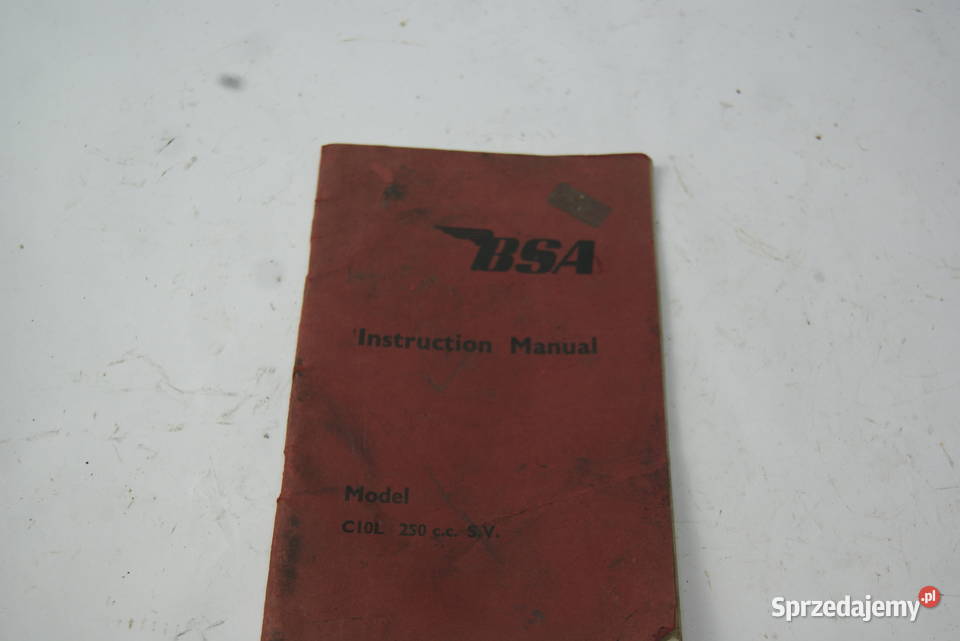 BSA
Instruction Manual
Model
C10L 250 c.c. S.V.
Sprzedajemy.pl